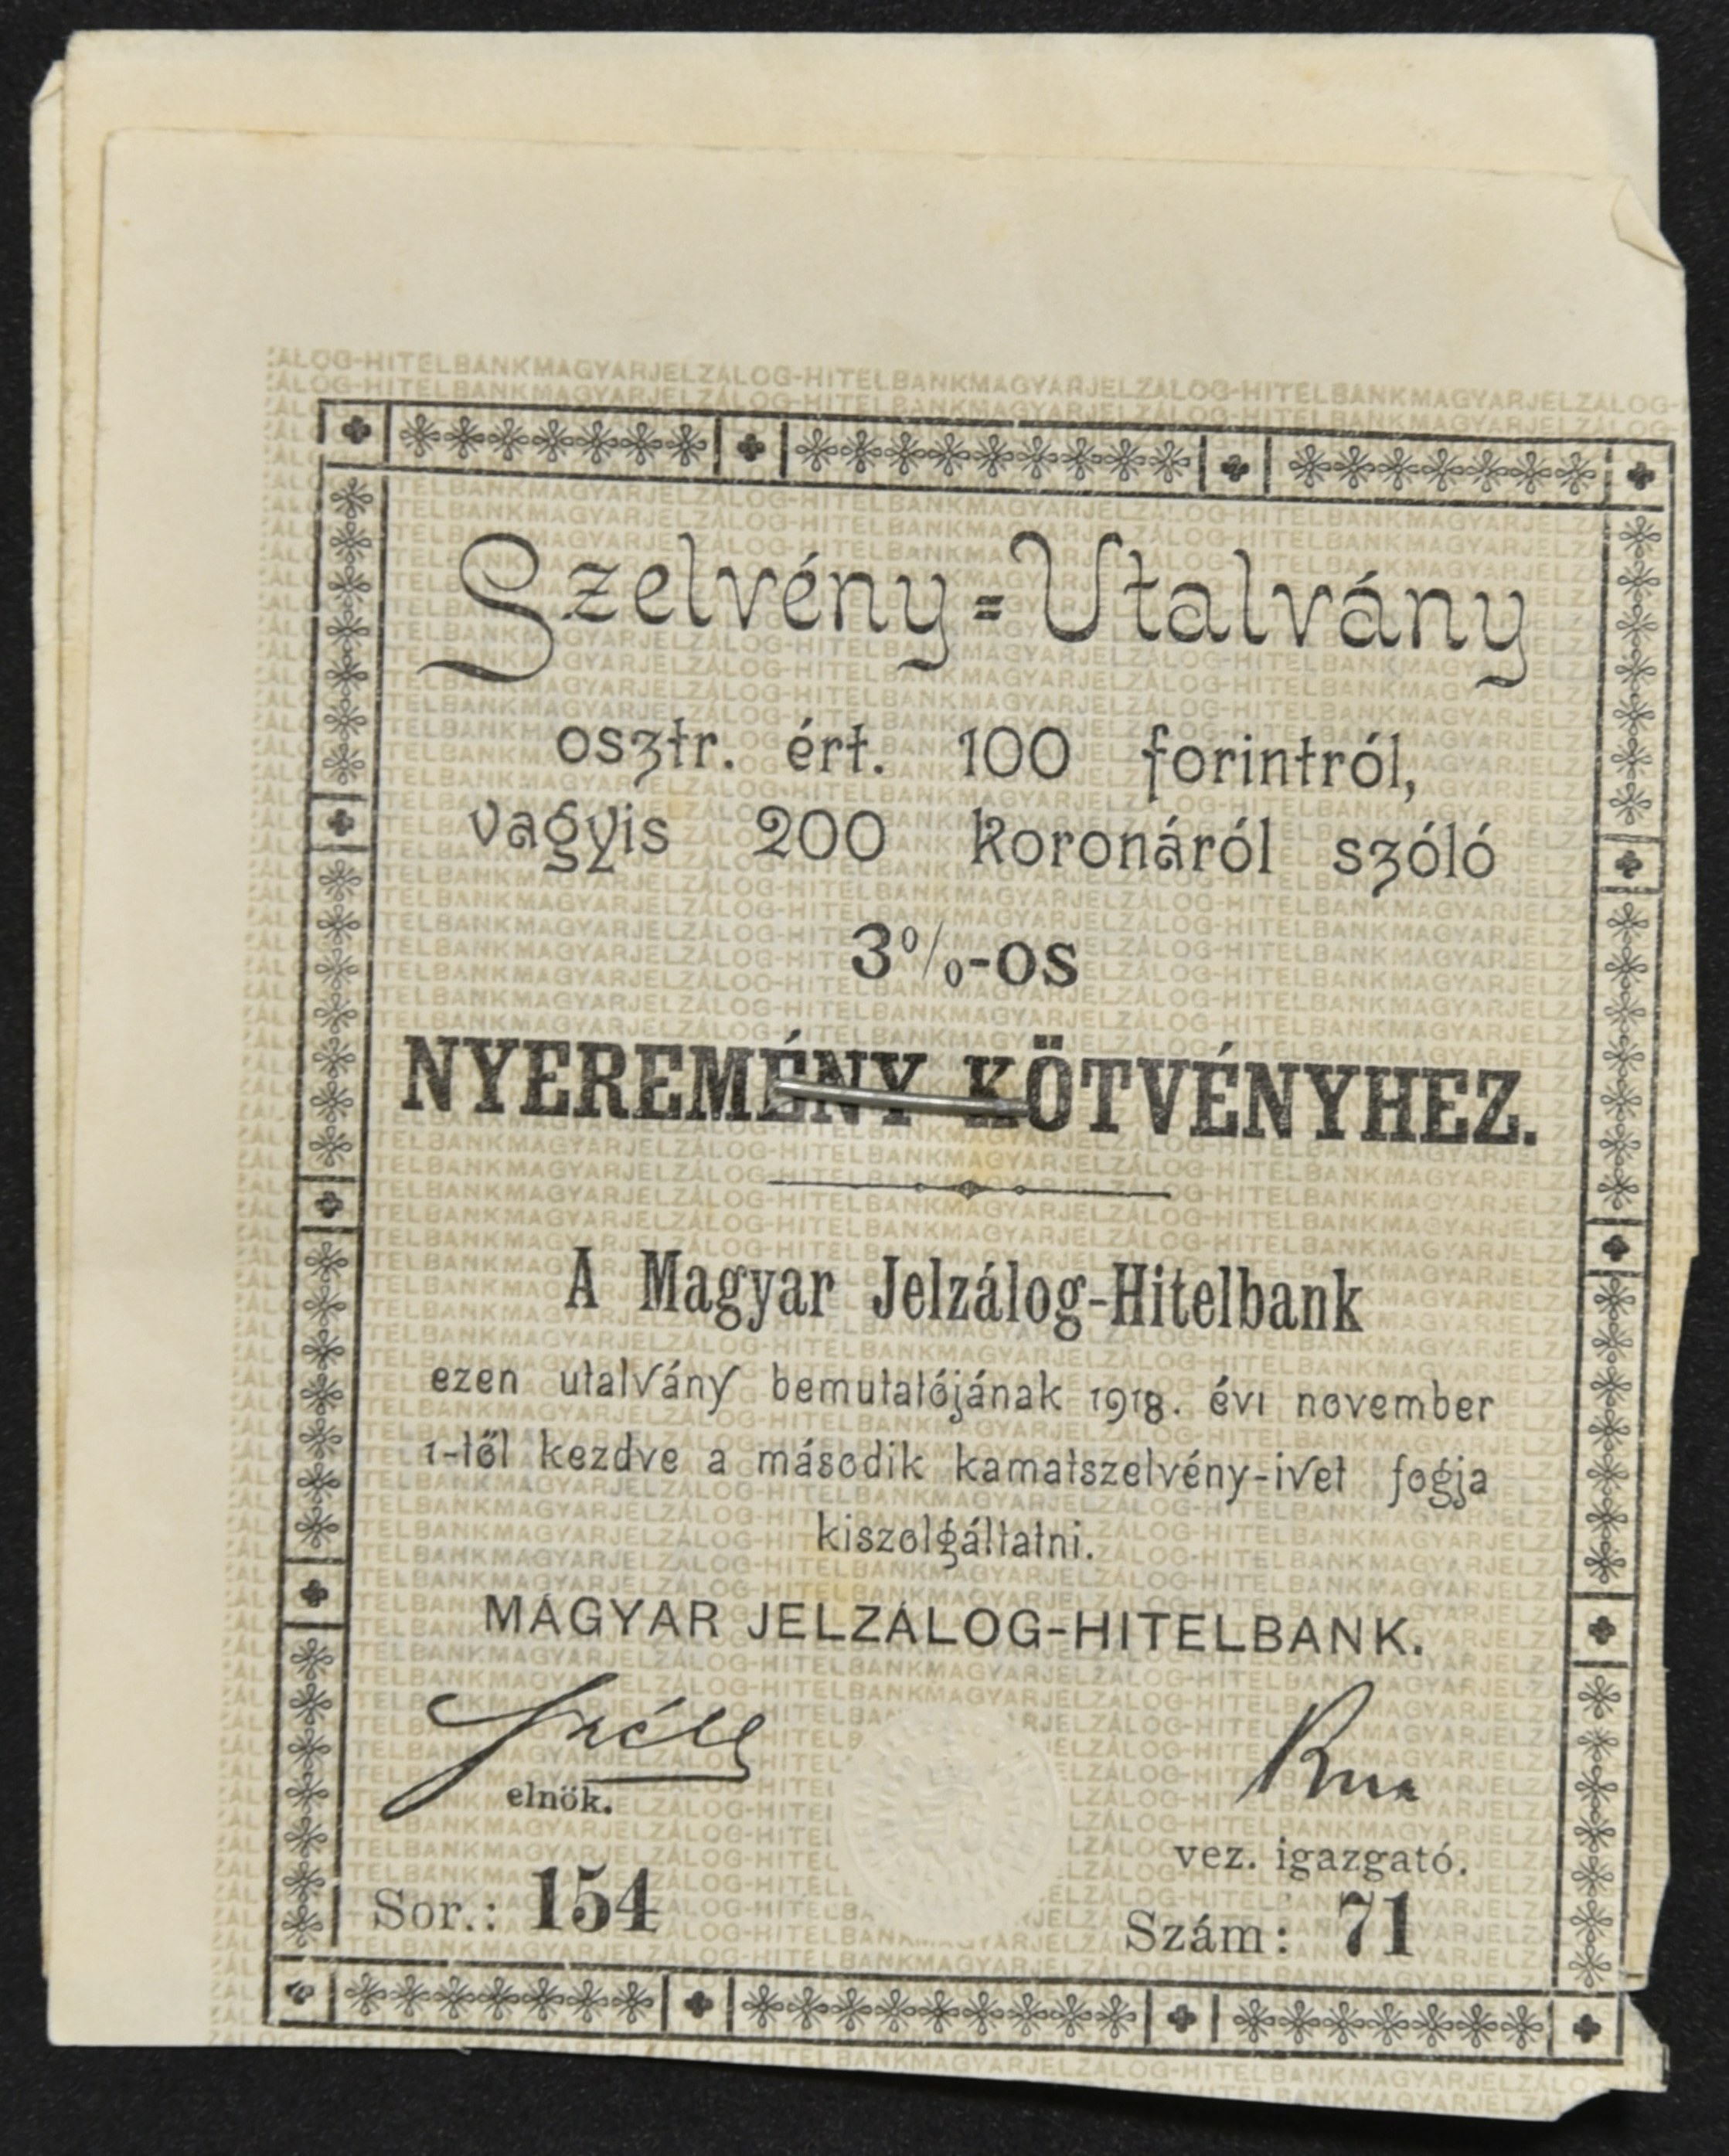 Szelvény=Utalvány
osztr. ért. 100 forintról,
vagyis 200 koronáról szóló
3%-os
NYEREMÉNY KÖTVÉNYHEZ.
A Magyar Jelzálog-Hitelbank
ezen utalvány bemutatójának 1918. évi november
1-től kezdve a második kamatszelvény-ivet fogja
kiszolgáltatni.
MAGYAR JELZÁLOG-HITELBANK.
Széll
elnök.
vez. igazgató.
Sor.: 154
Szám: 71